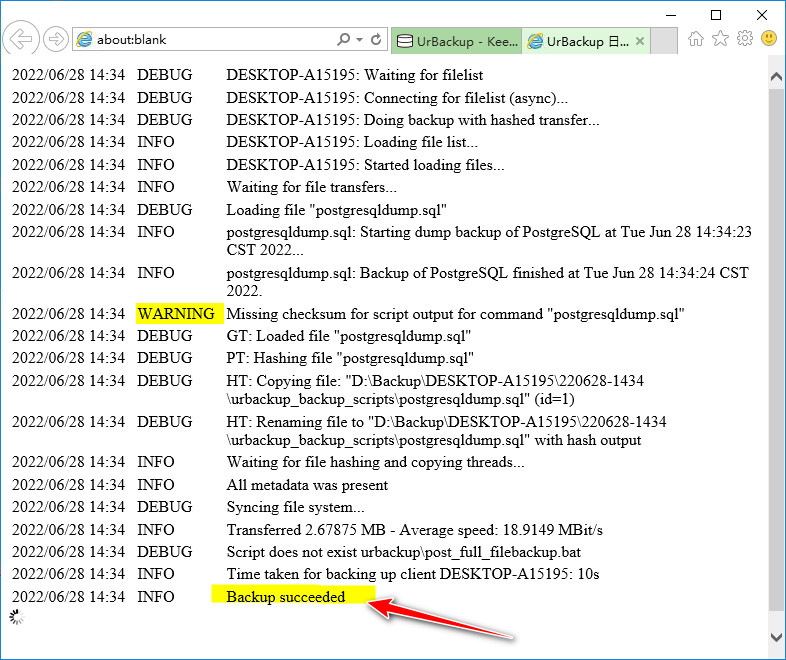 about:blank
UrBackup - Kee...
UrBackup 日...
2022/06/28 14:34 DEBUG DESKTOP-A15195: Waiting for filelist
2022/06/28 14:34 DEBUG DESKTOP-A15195: Connecting for filelist (async)...
2022/06/28 14:34 DEBUG DESKTOP-A15195: Doing backup with hashed transfer...
2022/06/28 14:34 INFO DESKTOP-A15195: Loading file list...
2022/06/28 14:34 INFO DESKTOP-A15195: Started loading files...
2022/06/28 14:34 INFO Waiting for file transfers...
2022/06/28 14:34 DEBUG Loading file "postgresqldump.sql"
2022/06/28 14:34 INFO postgresqldump.sql: Starting dump backup of PostgreSQL at Tue Jun 28 14:34:23
CST 2022...
2022/06/28 14:34 INFO postgresqldump.sql: Backup of PostgreSQL finished at Tue Jun 28 14:34:24 CST
2022.
2022/06/28 14:34 WARNING Missing checksum for script output for command "postgresqldump.sql"
2022/06/28 14:34 DEBUG GT: Loaded file "postgresqldump.sql"
2022/06/28 14:34 DEBUG PT: Hashing file "postgresqldump.sql"
2022/06/28 14:34 DEBUG HT: Copying file: "D:\Backup\DESKTOP-A15195\220628-1434
\urbackup_backup_scripts\postgresqldump.sql" (id=1)
2022/06/28 14:34 DEBUG HT: Renaming file to "D:\Backup\DESKTOP-A15195\220628-1434
\urbackup_backup_scripts\postgresqldump.sql" with hash output
2022/06/28 14:34 INFO Waiting for file hashing and copying threads...
2022/06/28 14:34 INFO All metadata was present
2022/06/28 14:34 DEBUG Syncing file system...
2022/06/28 14:34 INFO Transferred 2.67875 MB - Average speed: 18.9149 MBit/s
2022/06/28 14:34 DEBUG Script does not exist urbackup\post_full_filebackup.bat
2022/06/28 14:34 INFO Time taken for backing up client DESKTOP-A15195: 10s
2022/06/28 14:34 INFO Backup succeeded